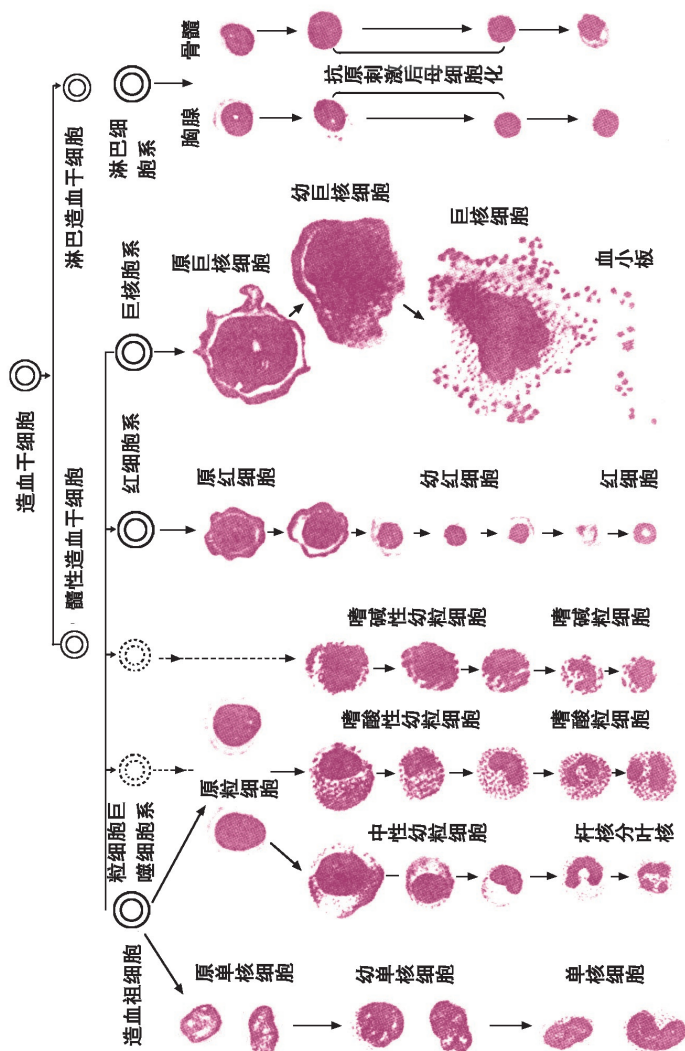 造血干细胞
髓性造血干细胞
淋巴造血干细胞
造血祖细胞
粒细胞巨
噬细胞系
红细胞系
巨核胞系
淋巴细
胞系
原单核细胞
原粒细胞
原红细胞
原巨核细胞
胸腺
骨髓
幼单核细胞
中性幼粒细胞
嗜酸性幼粒细胞
嗜碱性幼粒细胞
幼红细胞
幼巨核细胞
抗原刺激后母细胞化
单核细胞
杆核分叶核
嗜酸粒细胞
嗜碱粒细胞
红细胞
巨核细胞
血小板